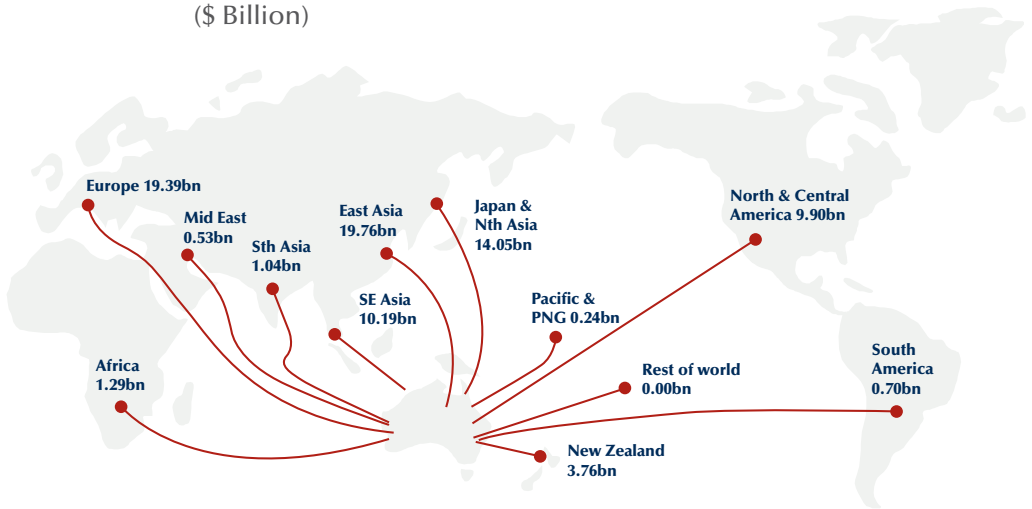 ($ Billion)
Europe 19.39bn
Mid East
0.53bn
Sth Asia
1.04bn
East Asia
19.76bn
Japan &
Nth Asia
14.05bn
North & Central
America 9.90bn
SE Asia
10.19bn
Pacific &
PNG 0.24bn
Africa
1.29bn
Rest of world
0.00bn
South
America
0.70bn
New Zealand
3.76bn